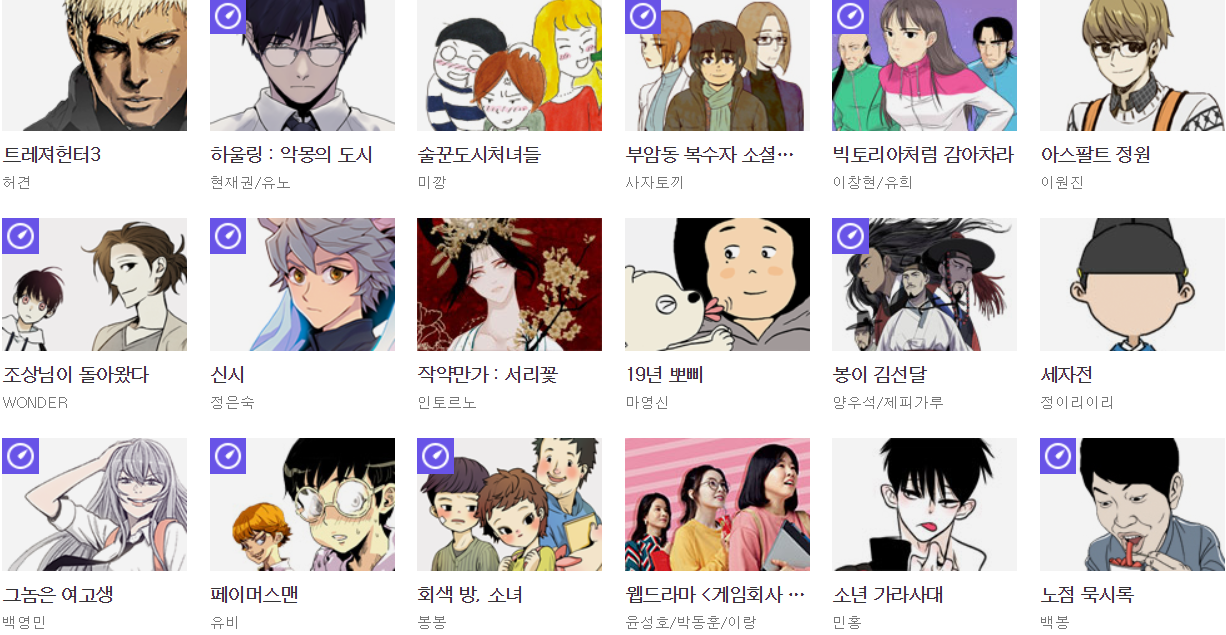 트레져헌터3
하울링 : 악몽의 도시
술꾼도시처녀들
부암동 복수자 소셜…
빅토리아처럼 감아차라
아스팔트 정원
허견
현재권/유노
미깡
사자토끼
이창현/유희
이원진
조상님이 돌아왔다
신시
작약만가 : 서리꽃
19년 뽀삐
봉이 김선달
세자전
WONDER
정은숙
인토르노
마영신
양우석/제피가루
정이리이리
그놈은 여고생
페이머스맨
회색 방, 소녀
웹드라마 <게임회사 …
소년 가라사대
노점 묵시록
백영민
유비
봉봉
윤성호/박동훈/이랑
민홍
백봉